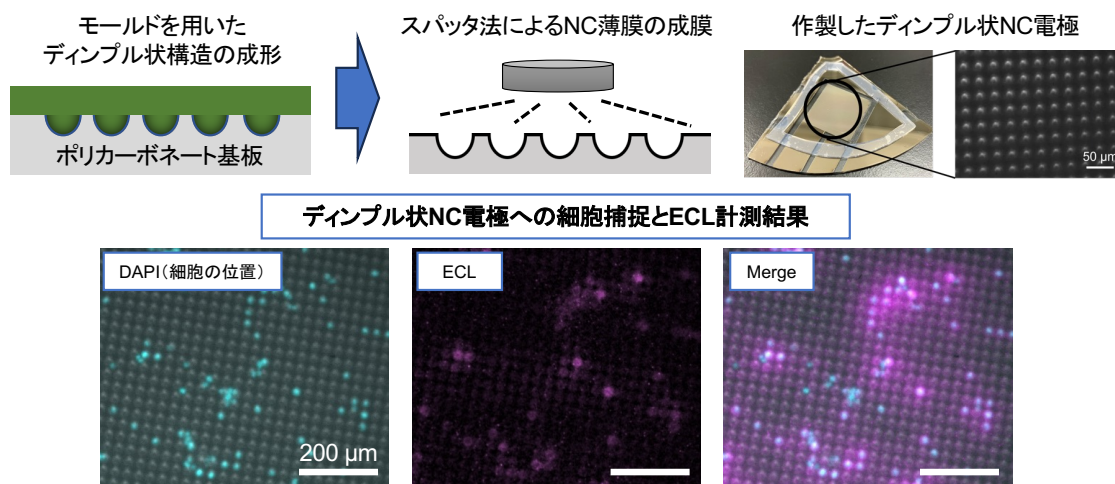 モールドを用いた
ディンプル状構造の成形
スパッタ法によるNC薄膜の成膜
作製したディンプル状NC電極
ポリカーボネート基板
50 μm
ディンプル状NC電極への細胞捕捉とECL計測結果
DAPI（細胞の位置）
ECL
Merge
200 μm